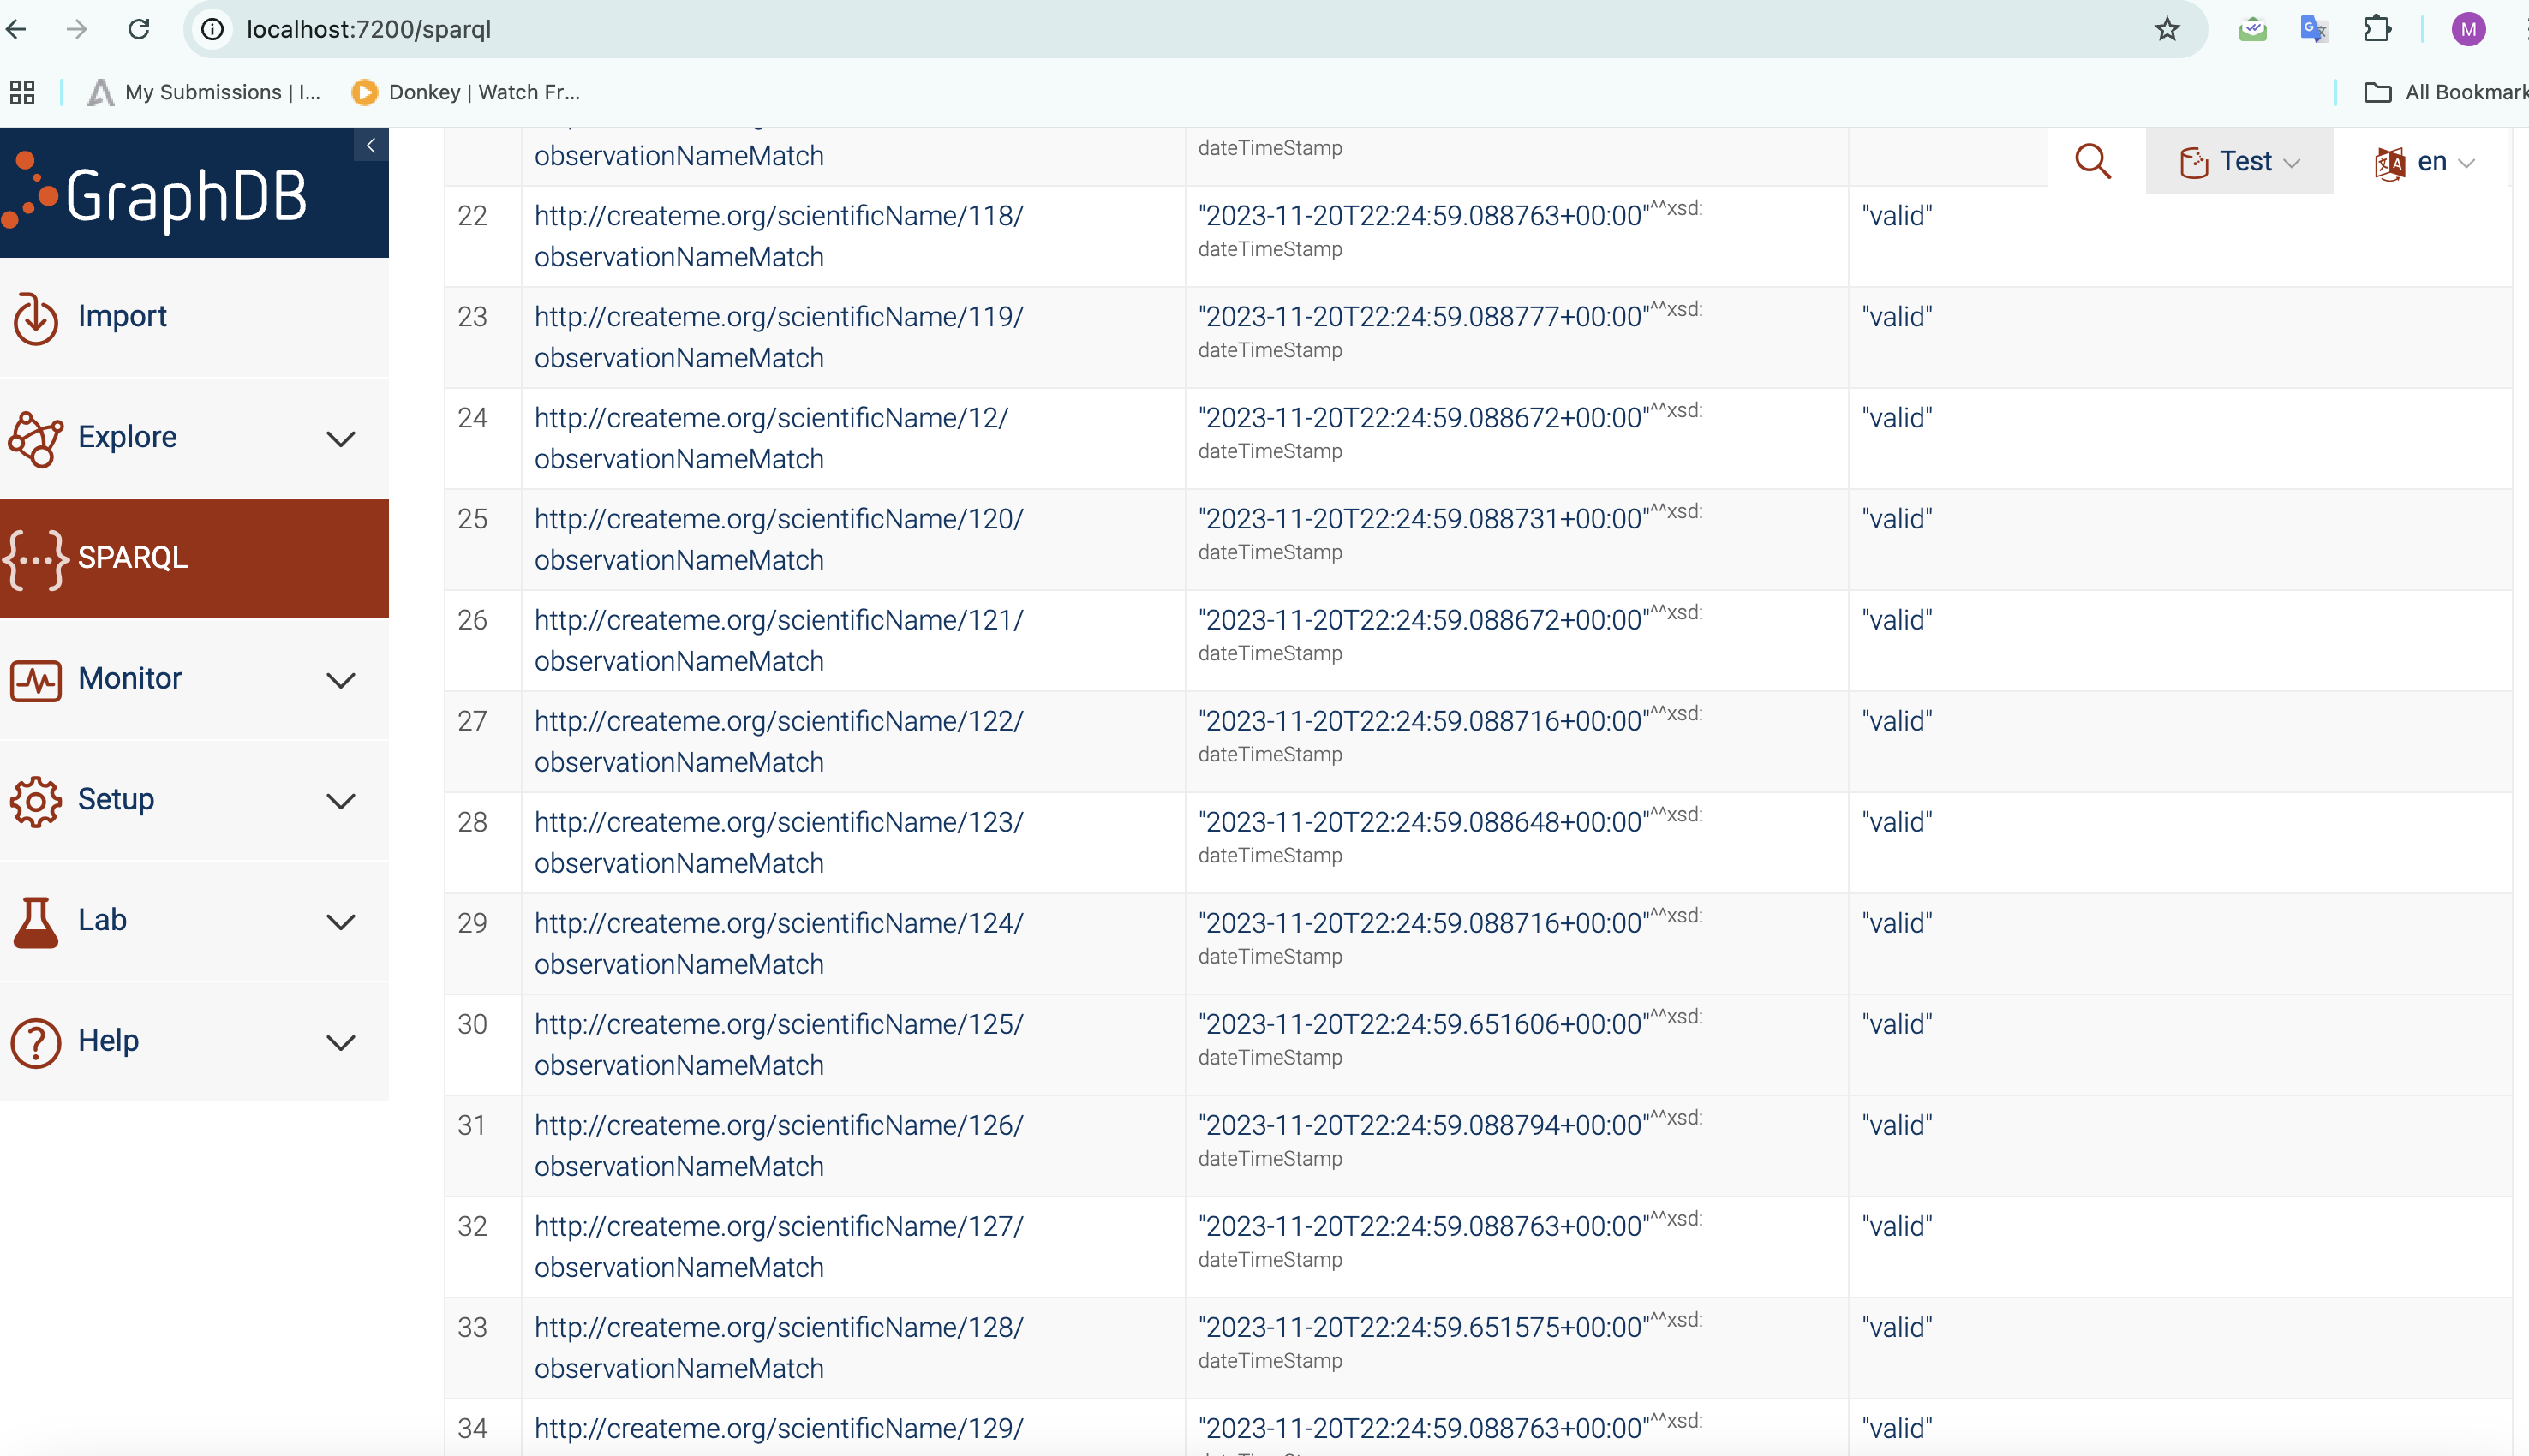 localhost:7200/sparql
M
My Submissions | I...
Donkey | Watch Fr...
All Bookmark
GraphDB
Import
Explore
SPARQL
Monitor
Setup
Lab
Help
Test
en
observationNameMatch
dateTimeStamp
22
http://createme.org/scientificName/118/
observationNameMatch
"2023-11-20T22:24:59.088763+00:00"^^xsd:
dateTimeStamp
"valid"
23
http://createme.org/scientificName/119/
observationNameMatch
"2023-11-20T22:24:59.088777+00:00"^^xsd:
dateTimeStamp
"valid"
24
http://createme.org/scientificName/12/
observationNameMatch
"2023-11-20T22:24:59.088672+00:00"^^xsd:
dateTimeStamp
"valid"
25
http://createme.org/scientificName/120/
observationNameMatch
"2023-11-20T22:24:59.088731+00:00"^^xsd:
dateTimeStamp
"valid"
26
http://createme.org/scientificName/121/
observationNameMatch
"2023-11-20T22:24:59.088672+00:00"^^xsd:
dateTimeStamp
"valid"
27
http://createme.org/scientificName/122/
observationNameMatch
"2023-11-20T22:24:59.088716+00:00"^^xsd:
dateTimeStamp
"valid"
28
http://createme.org/scientificName/123/
observationNameMatch
"2023-11-20T22:24:59.088648+00:00"^^xsd:
dateTimeStamp
"valid"
29
http://createme.org/scientificName/124/
observationNameMatch
"2023-11-20T22:24:59.088716+00:00"^^xsd:
dateTimeStamp
"valid"
30
http://createme.org/scientificName/125/
observationNameMatch
"2023-11-20T22:24:59.651606+00:00"^^xsd:
dateTimeStamp
"valid"
31
http://createme.org/scientificName/126/
observationNameMatch
"2023-11-20T22:24:59.088794+00:00"^^xsd:
dateTimeStamp
"valid"
32
http://createme.org/scientificName/127/
observationNameMatch
"2023-11-20T22:24:59.088763+00:00"^^xsd:
dateTimeStamp
"valid"
33
http://createme.org/scientificName/128/
observationNameMatch
"2023-11-20T22:24:59.651575+00:00"^^xsd:
dateTimeStamp
"valid"
34
http://createme.org/scientificName/129/
"2023-11-20T22:24:59.088763+00:00"^^xsd:
"valid"